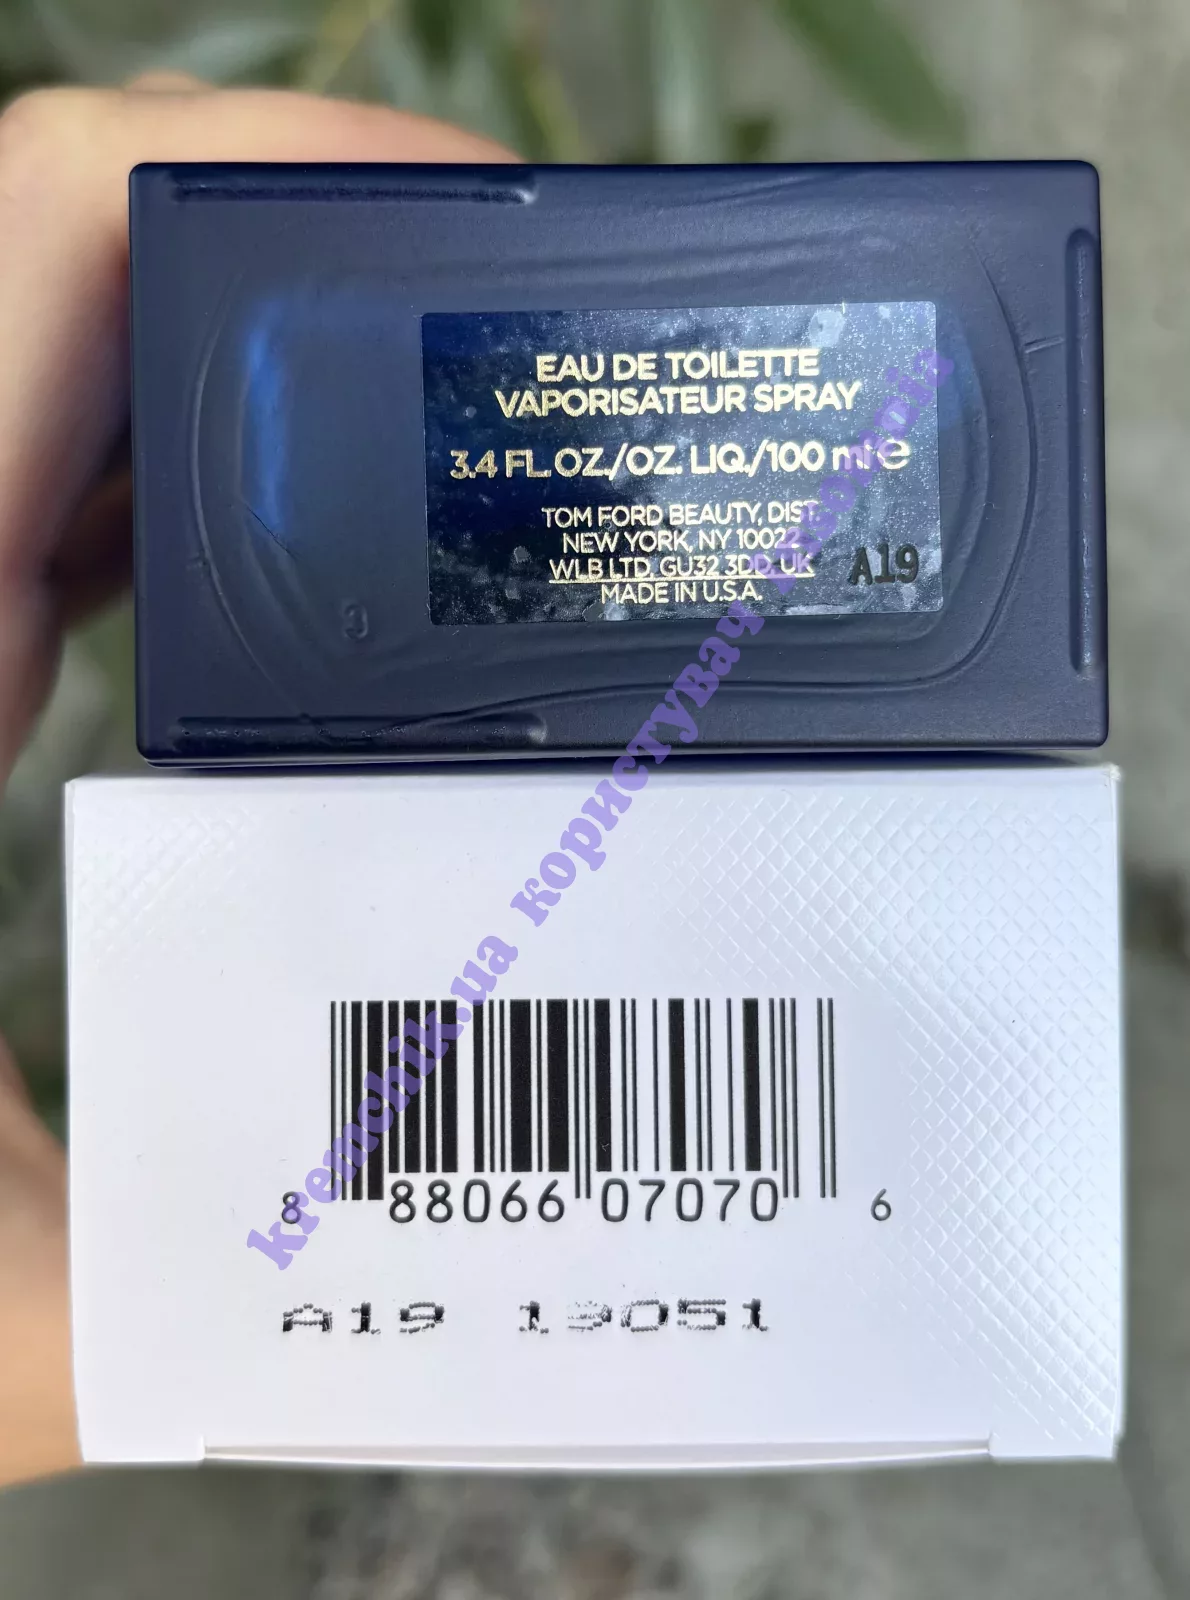 EAU DE TOILETTE
VAPORISATEUR SPRAY
3.4 FL. OZ./OZ. LIQ./100 ml e
TOM FORD BEAUTY, DIST.
NEW YORK, NY 10022
WLB LTD, GU32 3DD, UK
MADE IN U.S.A.
A19
3
8 88066 07070 6
A19 19051
kremchik.ua користувач